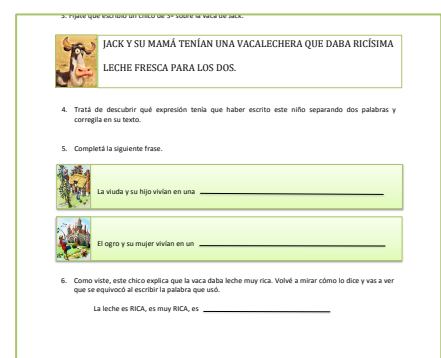 3. Fijate que escribió un chico de 3º sobre la vaca de Jack.
JACK Y SU MAMÁ TENÍAN UNA VACALECHERA QUE DABA RICÍSIMA
LECHE FRESCA PARA LOS DOS.
4. Tratá de descubrir qué expresión tenía que haber escrito este niño separando dos palabras y
corregila en su texto.
5. Completá la siguiente frase.
La viuda y su hijo vivían en una
El ogro y su mujer vivían en un
6. Como viste, este chico explica que la vaca daba leche muy rica. Volvé a mirar cómo lo dice y vas a ver
que se equivocó al escribir la palabra que usó.
La leche es RICA, es muy RICA, es